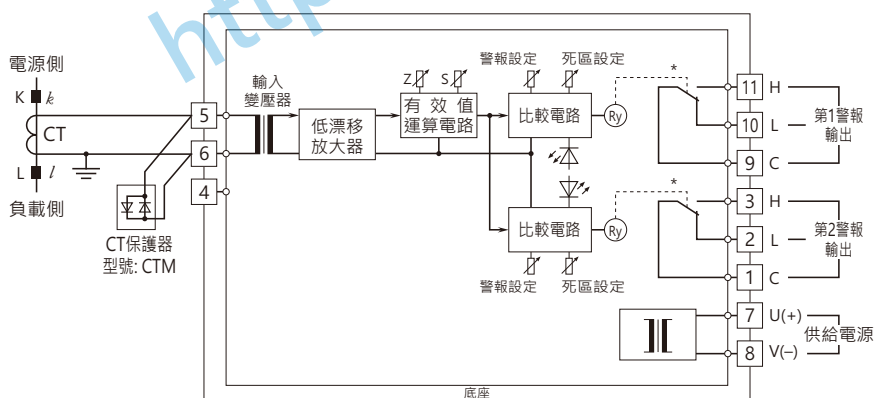 http
電源側
K k
CT
L l
負載側
CT保護器
型號: CTM
5
6
4
輸入
變壓器
低漂移
放大器
Z S
有效值
運算電路
警報設定 死區設定
比較電路
Ry
*
比較電路
Ry
*
警報設定 死區設定
11 H
10 L
9 C
第1警報
輸出
3 H
2 L
1 C
第2警報
輸出
7 U(+)
8 V(–)
供給電源
底座